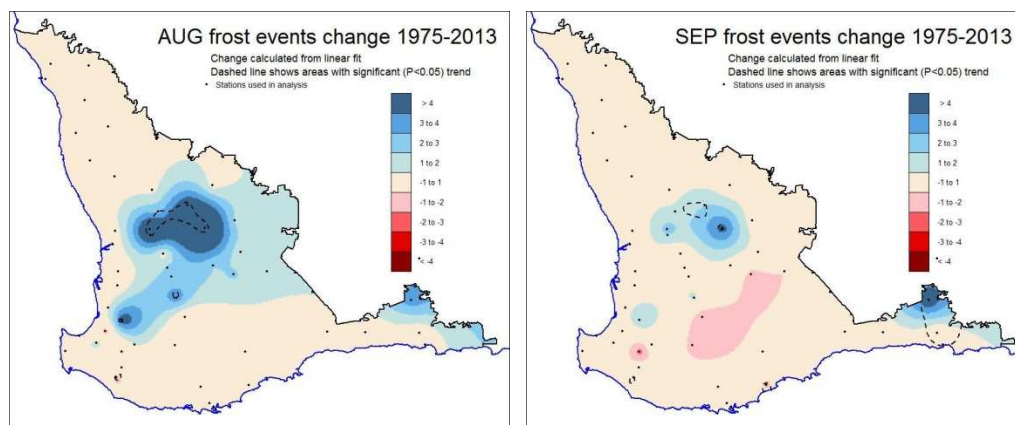 AUG frost events change 1975-2013
Change calculated from linear fit
Dashed line shows areas with significant (P<0.05) trend
• Stations used in analysis
> 4
3 to 4
2 to 3
1 to 2
-1 to 1
-1 to -2
-2 to -3
-3 to -4
< -4
SEP frost events change 1975-2013
Change calculated from linear fit
Dashed line shows areas with significant (P<0.05) trend
• Stations used in analysis
> 4
3 to 4
2 to 3
1 to 2
-1 to 1
-1 to -2
-2 to -3
-3 to -4
< -4